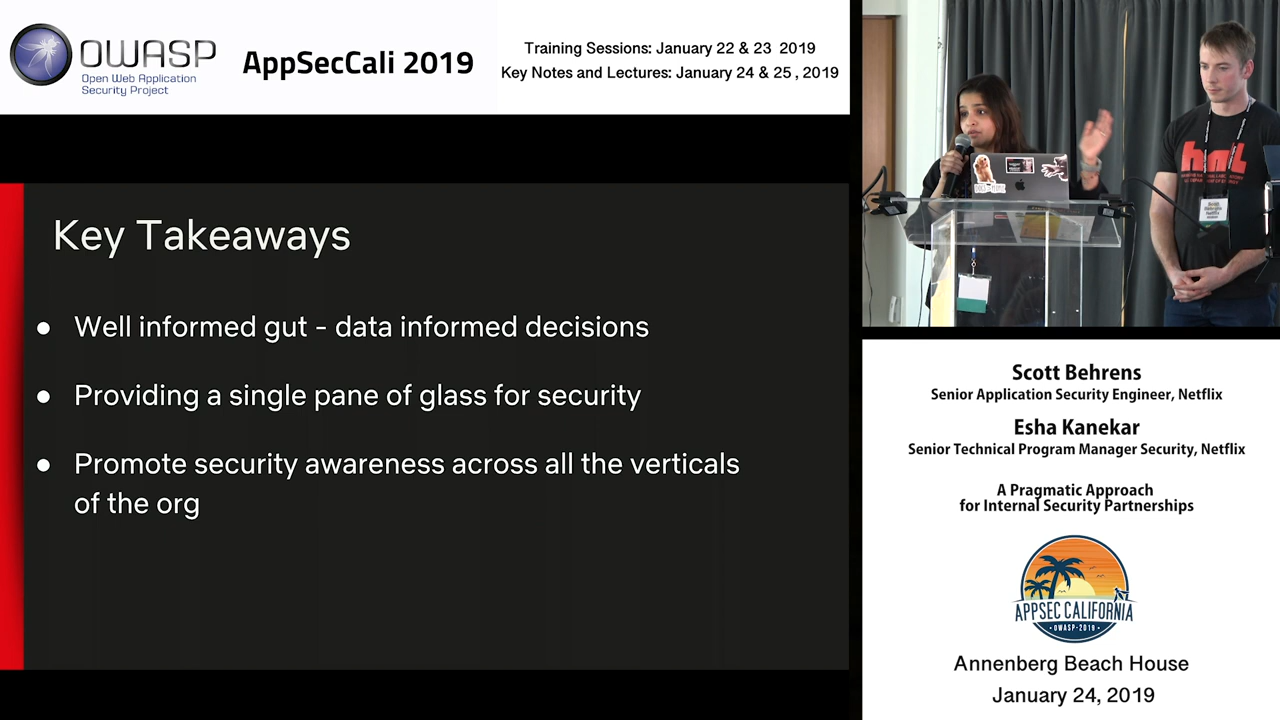 OWASP
Open Web Application
Security Project
AppSecCali 2019
Training Sessions: January 22 & 23 2019
Key Notes and Lectures: January 24 & 25 , 2019
Key Takeaways
● Well informed gut - data informed decisions
● Providing a single pane of glass for security
● Promote security awareness across all the verticals
of the org
Scott Behrens
Senior Application Security Engineer, Netflix
Esha Kanekar
Senior Technical Program Manager Security, Netflix
A Pragmatic Approach
for Internal Security Partnerships
APPSEC CALIFORNIA
• OWASP-2019 •
Annenberg Beach House
January 24, 2019